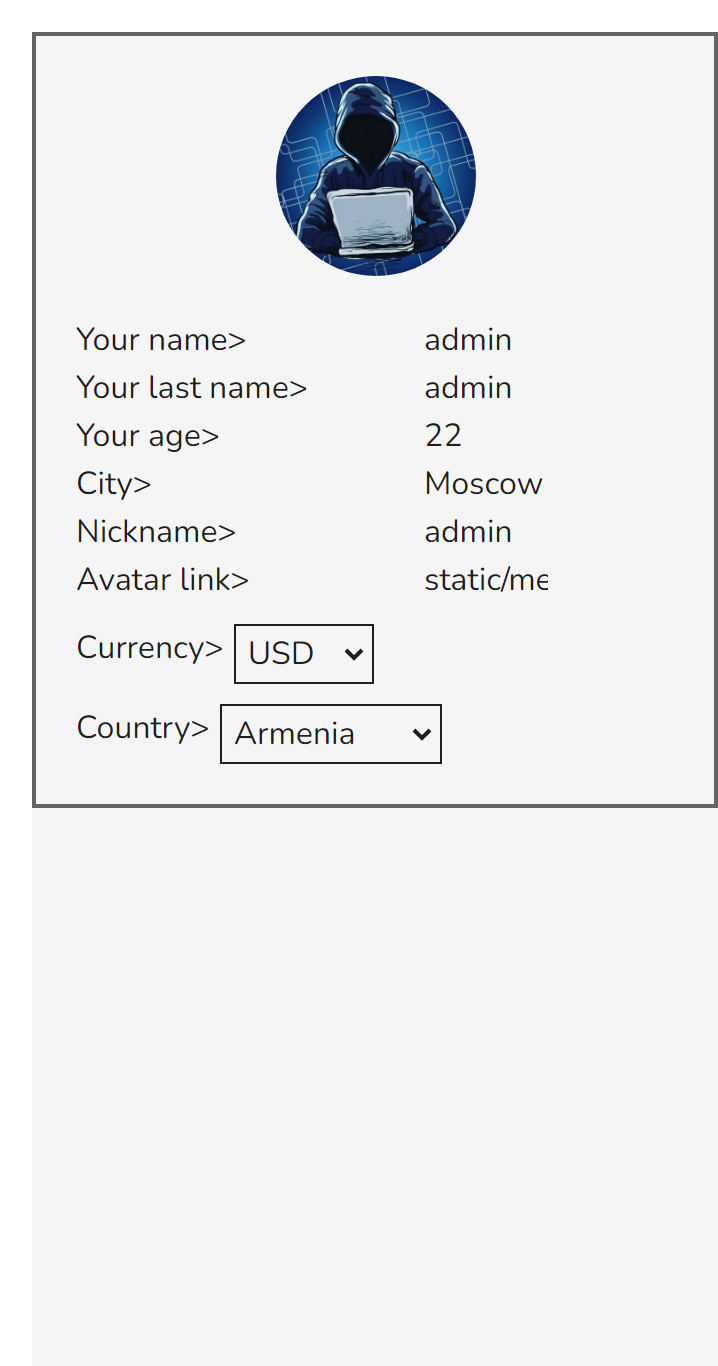 Your name> admin
Your last name> admin
Your age> 22
City> Moscow
Nickname> admin
Avatar link> static/me
Currency> USD
Country> Armenia